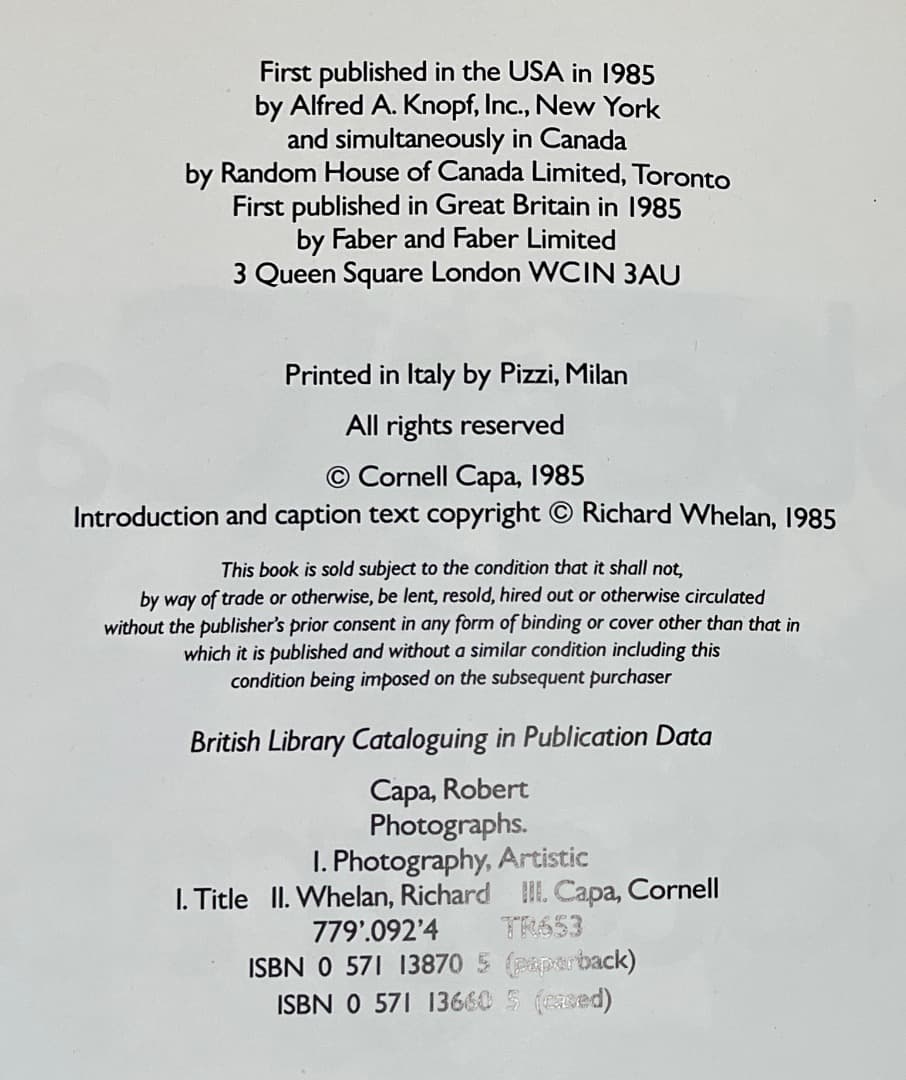 First published in the USA in 1985
by Alfred A. Knopf, Inc., New York
and simultaneously in Canada
by Random House of Canada Limited, Toronto
First published in Great Britain in 1985
by Faber and Faber Limited
3 Queen Square London WC1N 3AU
Printed in Italy by Pizzi, Milan
All rights reserved
© Cornell Capa, 1985
Introduction and caption text copyright © Richard Whelan, 1985
This book is sold subject to the condition that it shall not,
by way of trade or otherwise, be lent, resold, hired out or otherwise circulated
without the publisher's prior consent in any form of binding or cover other than that in
which it is published and without a similar condition including this
condition being imposed on the subsequent purchaser
British Library Cataloguing in Publication Data
Capa, Robert
Photographs.
1. Photography, Artistic
I. Title II. Whelan, Richard III. Capa, Cornell
779'.092'4 TR653
ISBN 0 571 13870 5 (paperback)
ISBN 0 571 13660 5 (cased)